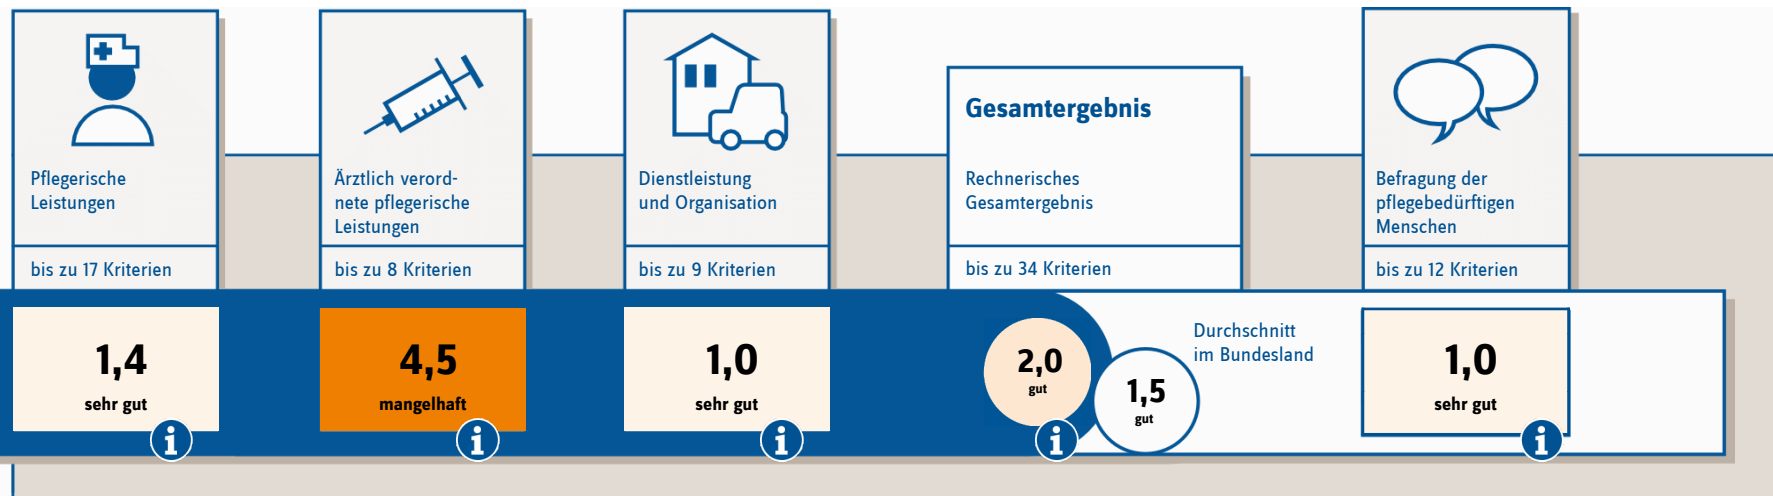 Pflegerische
Leistungen
bis zu 17 Kriterien
1,4
sehr gut
i
Ärztlich verord-
nete pflegerische
Leistungen
bis zu 8 Kriterien
4,5
mangelhaft
i
Dienstleistung
und Organisation
bis zu 9 Kriterien
1,0
sehr gut
i
Gesamtergebnis
Rechnerisches
Gesamtergebnis
bis zu 34 Kriterien
2,0
gut
i
1,5
gut
Durchschnitt
im Bundesland
Befragung der
pflegebedürftigen
Menschen
bis zu 12 Kriterien
1,0
sehr gut
i